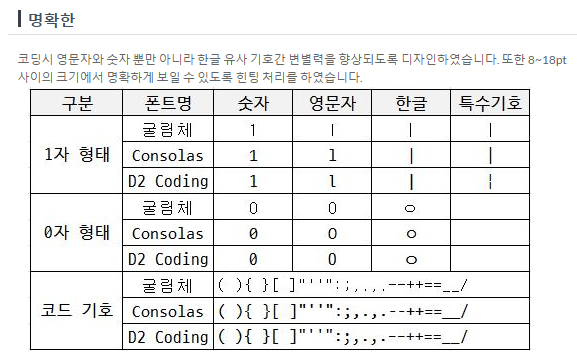 명확한
코딩시 영문자와 숫자 뿐만 아니라 한글 유사 기호간 변별력을 향상되도록 디자인하였습니다. 또한 8~18pt
사이의 크기에서 명확하게 보일 수 있도록 힌팅 처리를 하였습니다.
구분 폰트명 숫자 영문자 한글 특수기호
1자 형태 굴림체 1 l ㅣ |
Consolas 1 l ㅣ |
D2 Coding 1 l ㅣ ¦
0자 형태 굴림체 0 O ㅇ
Consolas 0 O ㅇ
D2 Coding 0 O ㅇ
코드 기호 굴림체 ( ){ }[ ]"''":;,.,.--++==__/
Consolas ( ){ }[ ]"''":;,.,.--++==__/
D2 Coding ( ){ }[ ]"''":;,.,.--++==__/